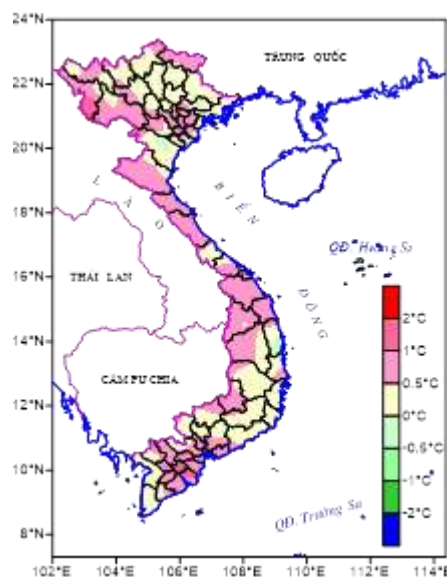 24°N
22°N
20°N
18°N
16°N
14°N
12°N
10°N
8°N
TRUNG QUỐC
LÀO
BIỂN
ĐÔNG
QĐ. Hoàng Sa
THÁI LAN
CĂM PU CHIA
QĐ. Trường Sa
2°C
1°C
0.5°C
0°C
-0.5°C
-1°C
-2°C
102°E 104°E 106°E 108°E 110°E 112°E 114°E